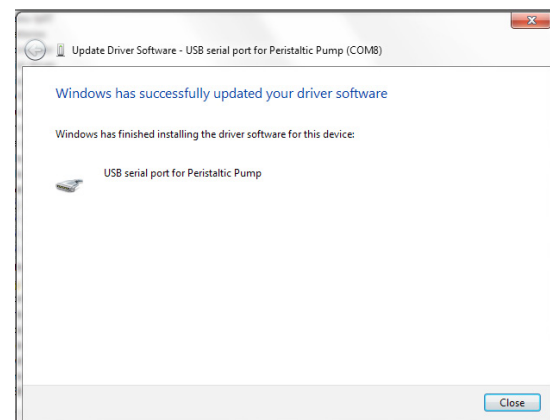 Update Driver Software - USB serial port for Peristaltic Pump (COM8)
Windows has successfully updated your driver software
Windows has finished installing the driver software for this device:
USB serial port for Peristaltic Pump
Close